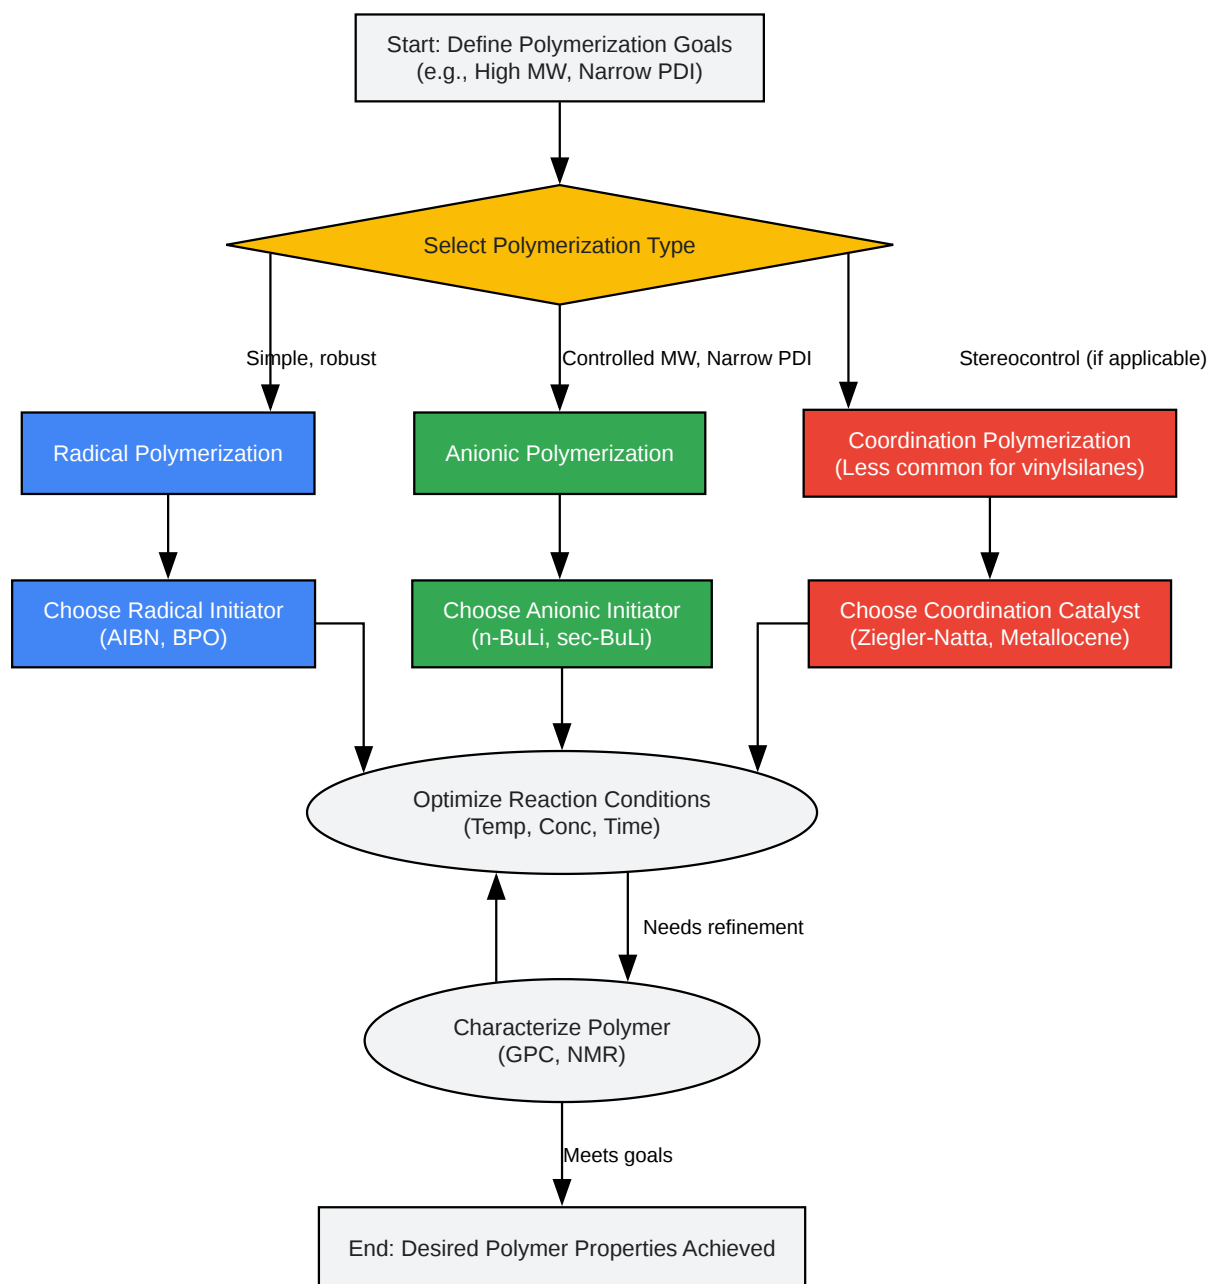 Start: Define Polymerization Goals
(e.g., High MW, Narrow PDI)
Select Polymerization Type
Simple, robust
Controlled MW, Narrow PDI
Stereocontrol (if applicable)
Radical Polymerization
Anionic Polymerization
Coordination Polymerization
(Less common for vinylsilanes)
Choose Radical Initiator
(AIBN, BPO)
Choose Anionic Initiator
(n-BuLi, sec-BuLi)
Choose Coordination Catalyst
(Ziegler-Natta, Metallocene)
Optimize Reaction Conditions
(Temp, Conc, Time)
Needs refinement
Characterize Polymer
(GPC, NMR)
Meets goals
End: Desired Polymer Properties Achieved